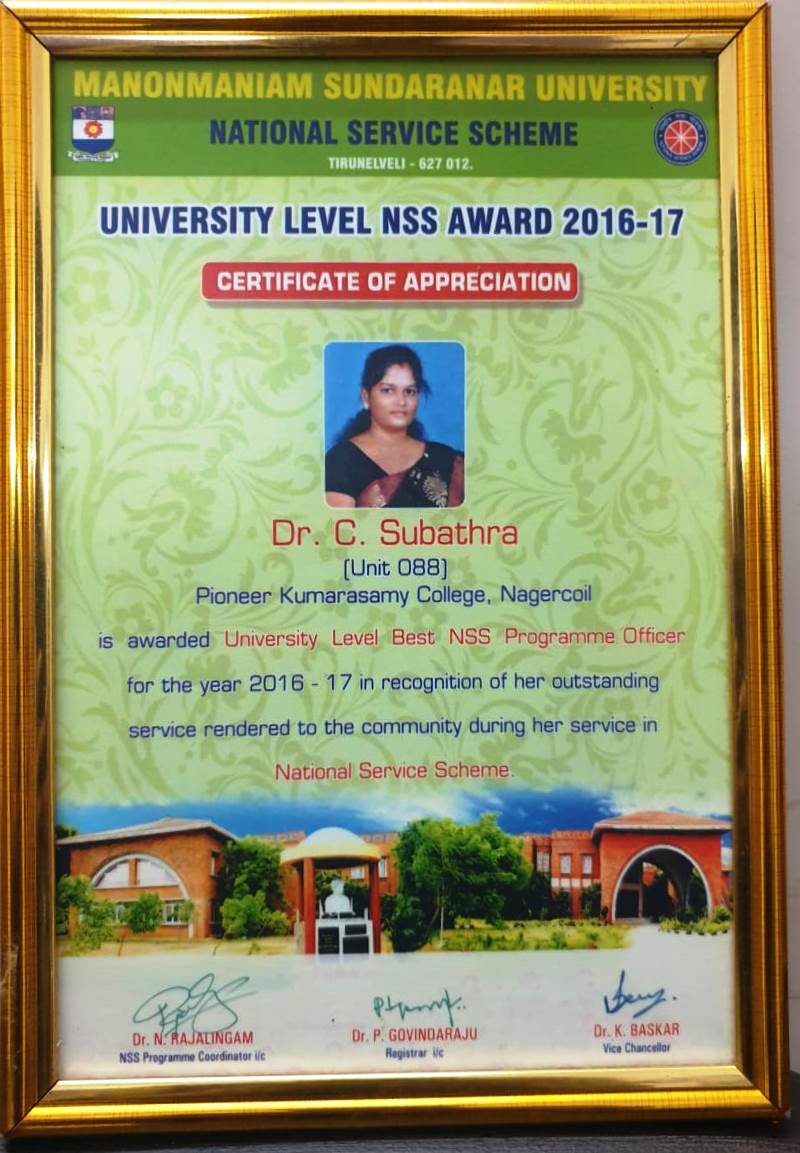 MANONMANIAM SUNDARANAR UNIVERSITY
NATIONAL SERVICE SCHEME
TIRUNELVELI - 627 012.
UNIVERSITY LEVEL NSS AWARD 2016-17
CERTIFICATE OF APPRECIATION
Dr. C. Subathra
(Unit 088)
Pioneer Kumarasamy College, Nagercoil
is awarded University Level Best NSS Programme Officer
for the year 2016 - 17 in recognition of her outstanding
service rendered to the community during her service in
National Service Scheme.
Dr. N. RAJALINGAM
NSS Programme Coordinator i/c
Dr. P. GOVINDARAJU
Registrar i/c
Dr. K. BASKAR
Vice Chancellor